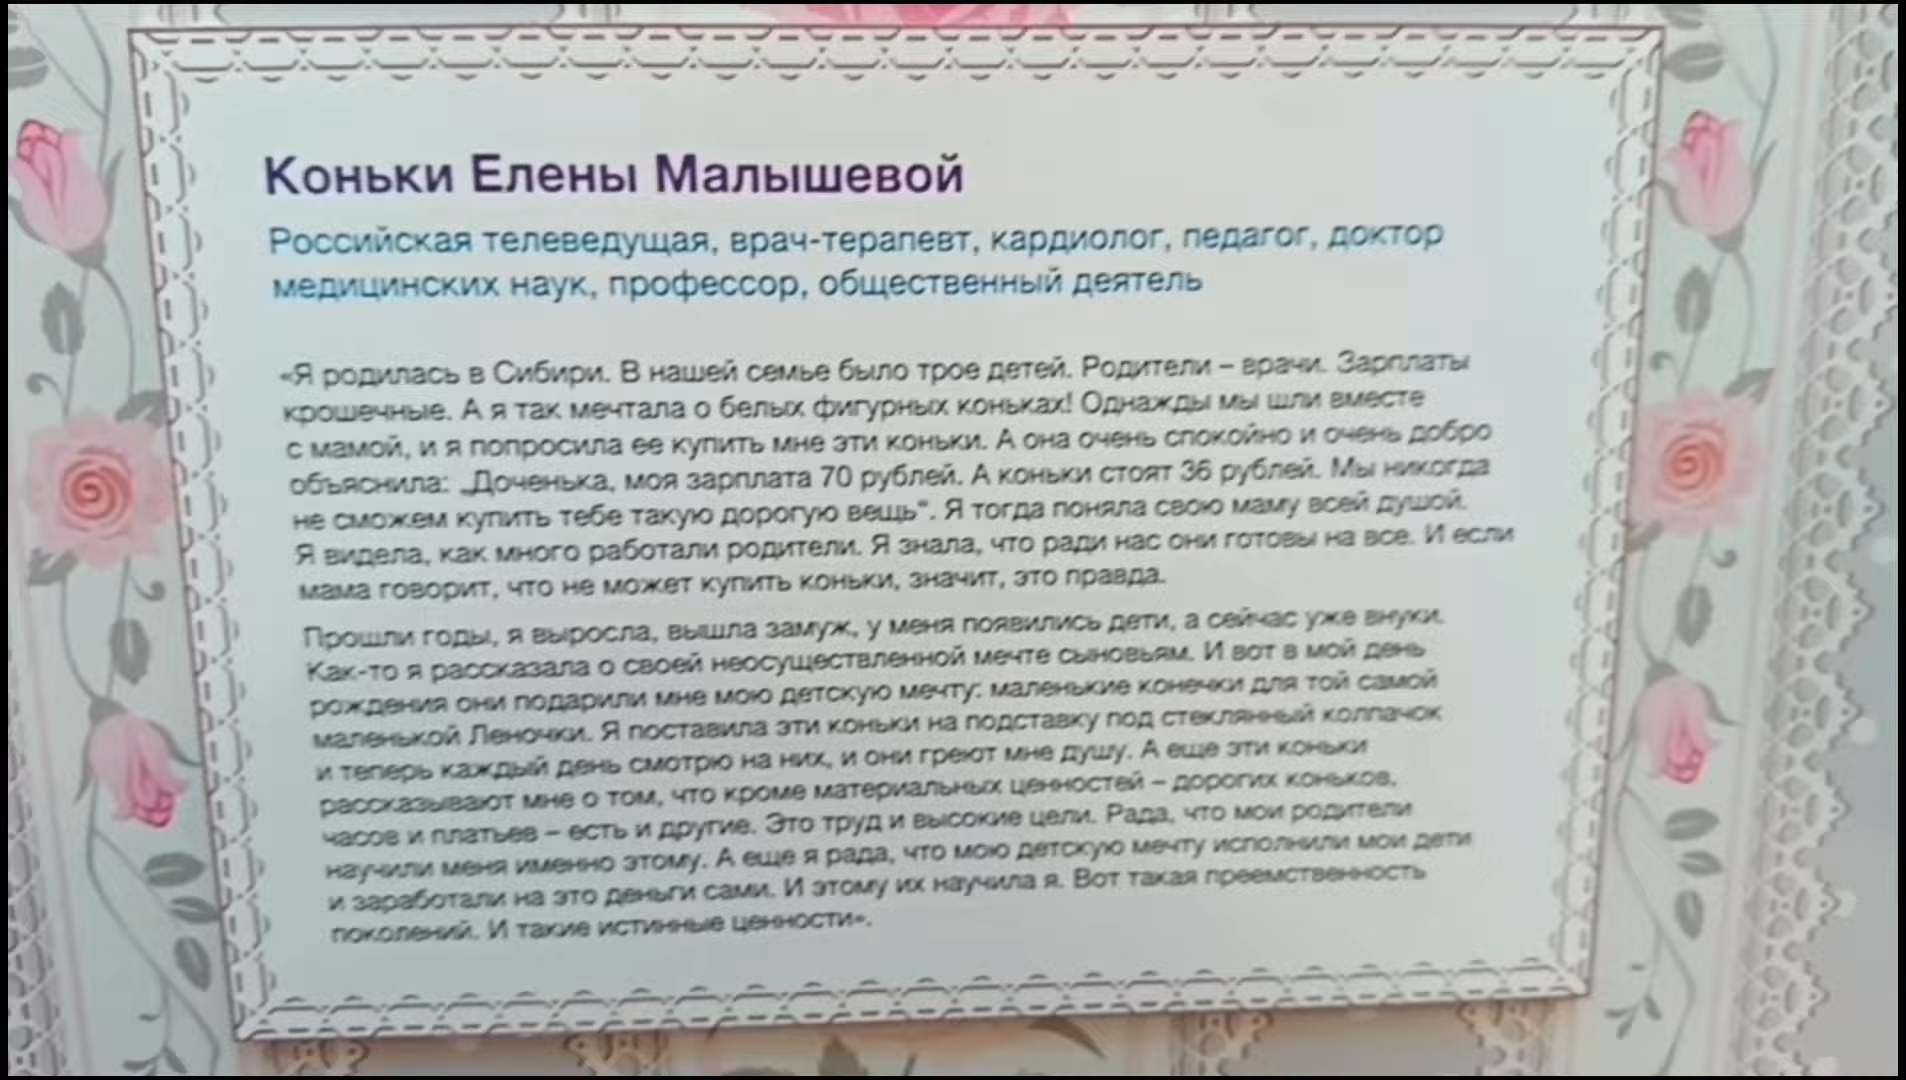 Коньки Елены Малышевой
Российская телеведущая, врач-терапевт, кардиолог, педагог, доктор
медицинских наук, профессор, общественный деятель
«Я родилась в Сибири. В нашей семье было трое детей. Родители – врачи. Зарплаты
крошечные. А я так мечтала о белых фигурных коньках! Однажды мы шли вместе
с мамой, и я попросила ее купить мне эти коньки. А она очень спокойно и очень добро
объяснила: „Доченька, моя зарплата 70 рублей. А коньки стоят 36 рублей. Мы никогда
не сможем купить тебе такую дорогую вещь“. Я тогда поняла свою маму всей душой.
Я видела, как много работали родители. Я знала, что ради нас они готовы на все. И если
мама говорит, что не может купить коньки, значит, это правда.
Прошли годы, я выросла, вышла замуж, у меня появились дети, а сейчас уже внуки.
Как-то я рассказала о своей неосуществленной мечте сыновьям. И вот в мой день
рождения они подарили мне мою детскую мечту: маленькие конечки для той самой
маленькой Леночки. Я поставила эти коньки на подставку под стеклянный колпачок
и теперь каждый день смотрю на них, и они греют мне душу. А еще эти коньки
рассказывают мне о том, что кроме материальных ценностей – дорогих коньков,
часов и платьев – есть и другие. Это труд и высокие цели. Рада, что мои родители
научили меня именно этому. А еще я рада, что мою детскую мечту исполнили мои дети
и заработали на это деньги сами. И этому их научила я. Вот такая преемственность
поколений. И такие истинные ценности».